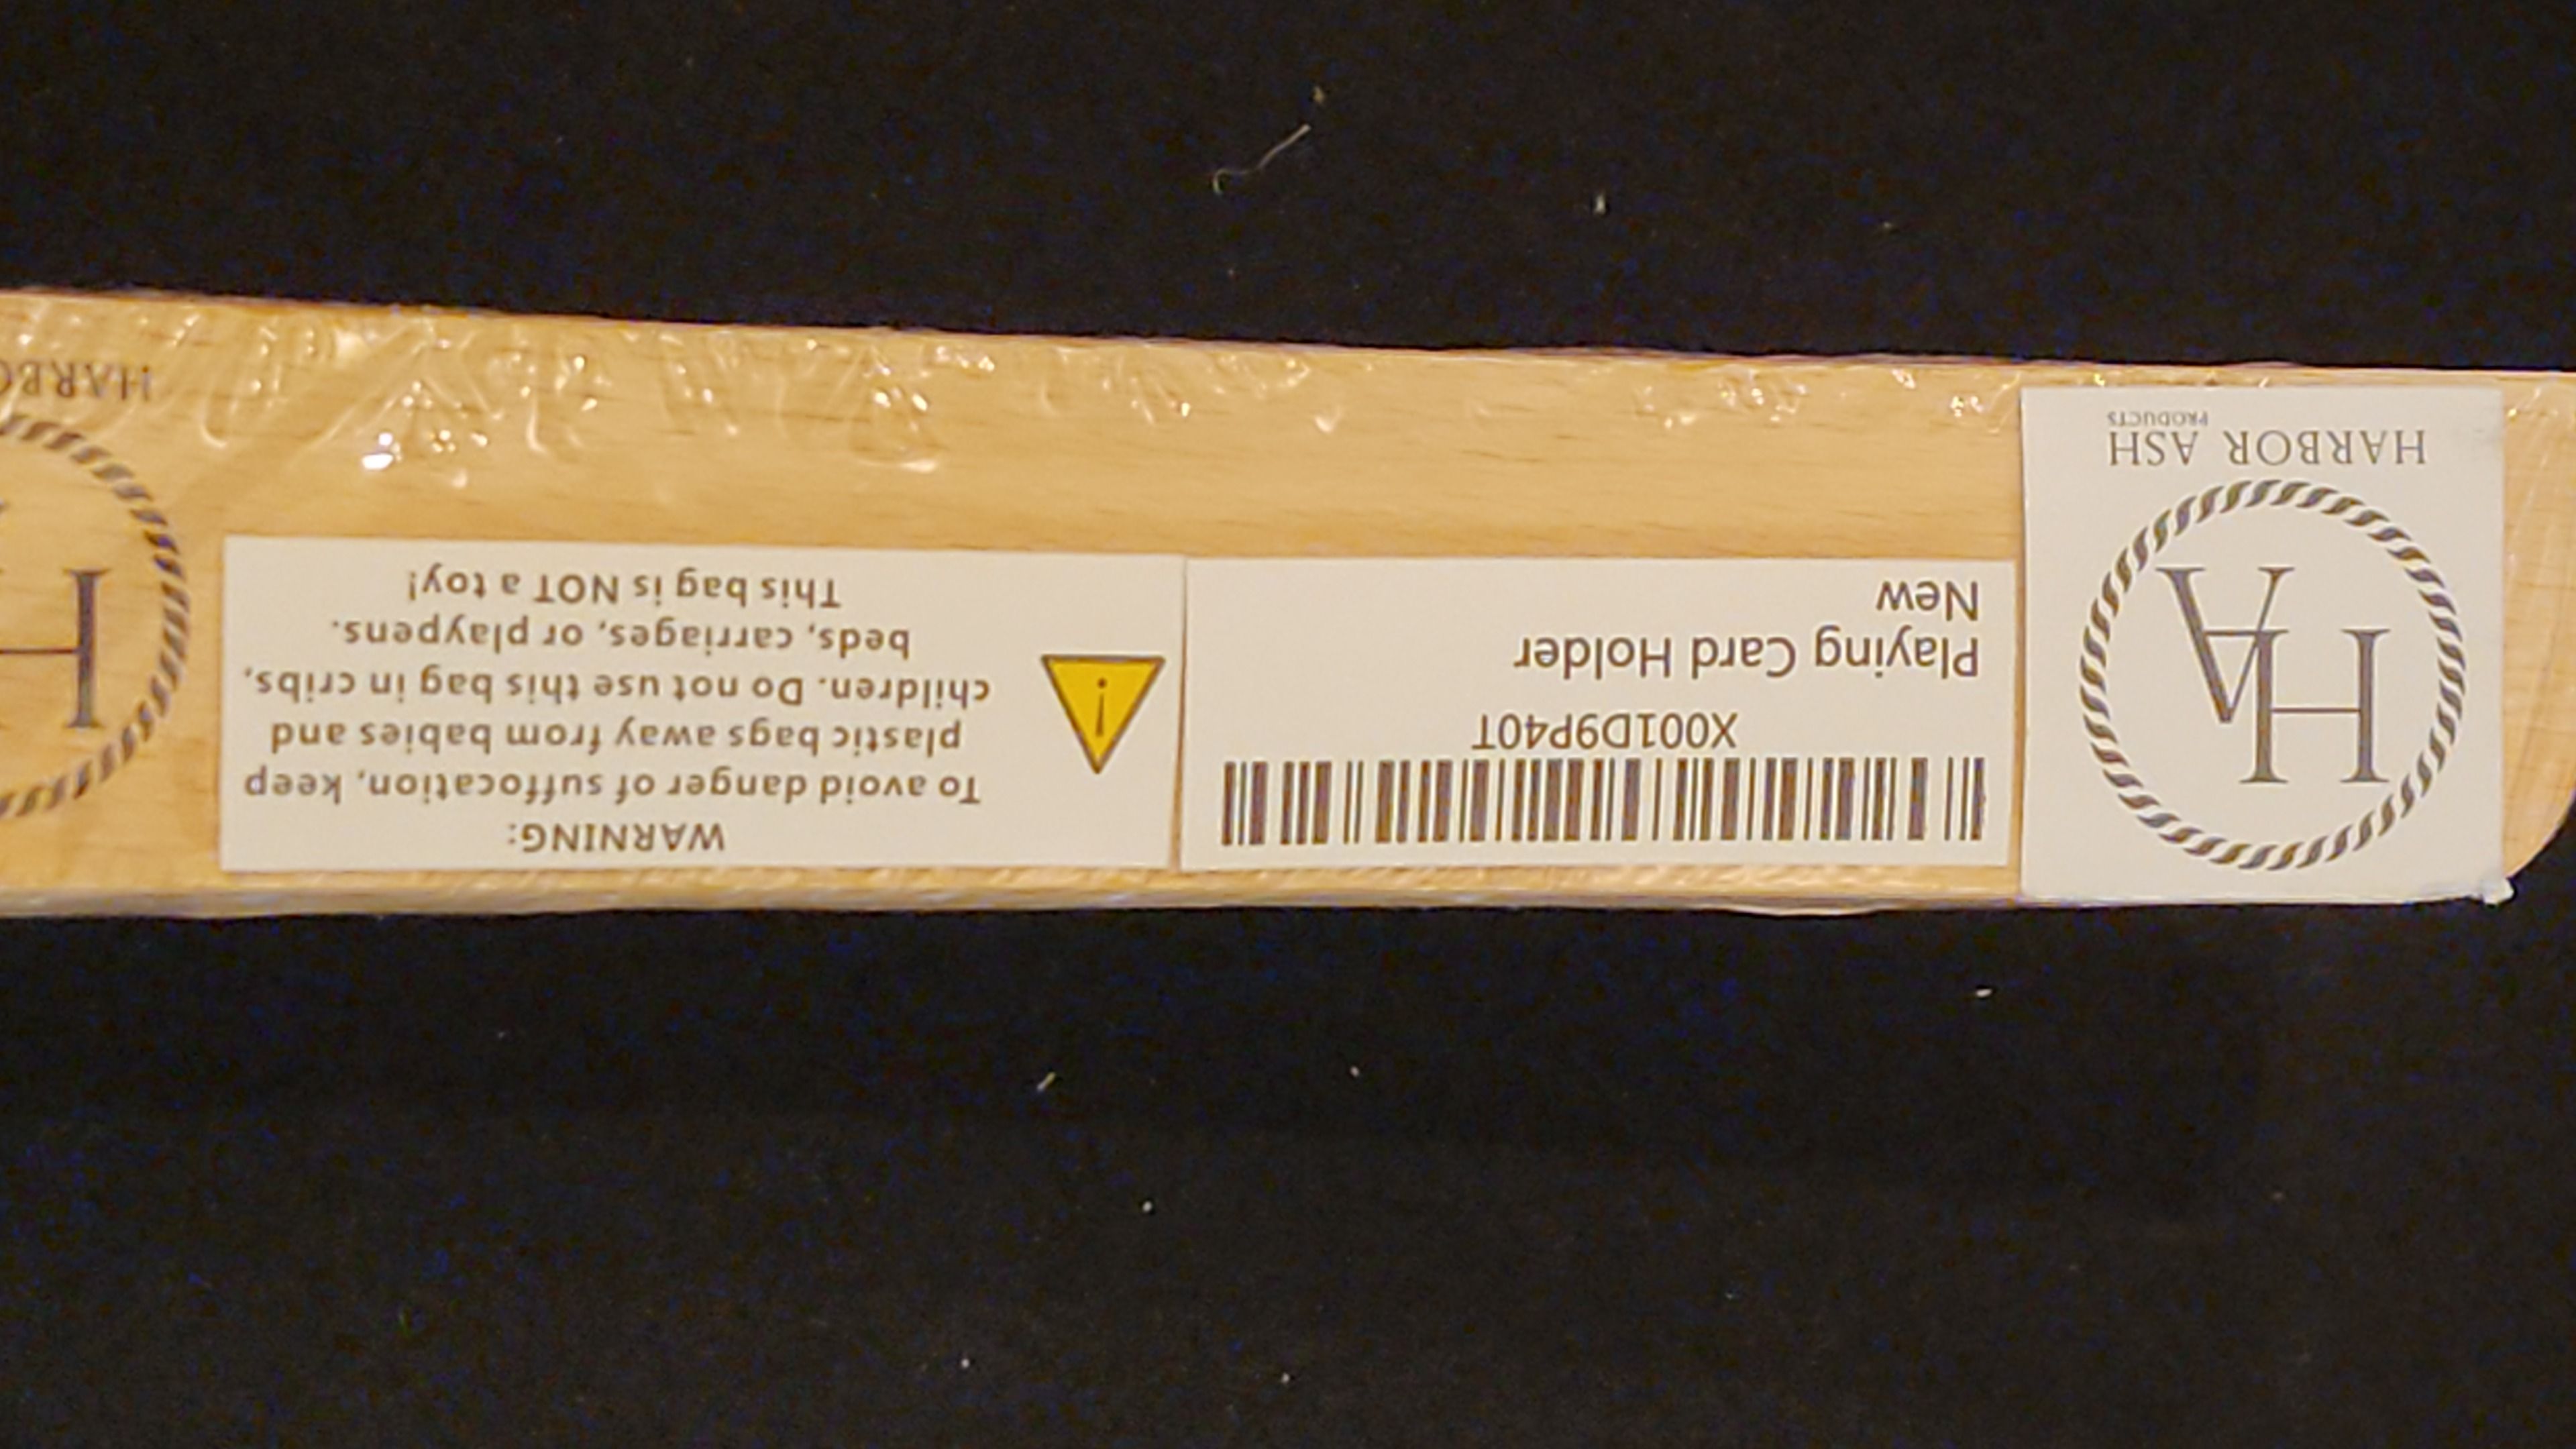 HA
HARBOR ASH
PRODUCTS
X001D9P40T
Playing Card Holder
New
WARNING:
To avoid danger of suffocation, keep
plastic bags away from babies and
children. Do not use this bag in cribs,
beds, carriages, or playpens.
This bag is NOT a toy!
H
HARBO